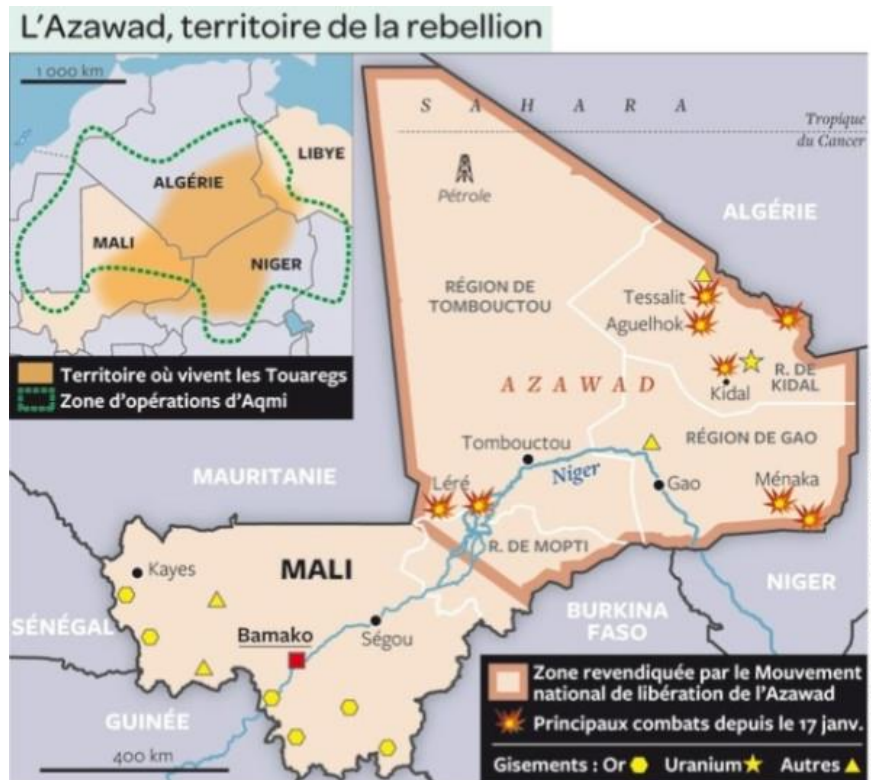 L'Azawad, territoire de la rebellion
1 000 km
LIBYE
ALGÉRIE
MALI
NIGER
Territoire où vivent les Touaregs
Zone d'opérations d'Aqmi
SAHARA
Tropique
du Cancer
Pétrole
ALGÉRIE
RÉGION DE
TOMBOUCTOU
Tessalit
Aguelhok
Kidal
R. DE
KIDAL
AZAWAD
Tombouctou
RÉGION DE GAO
MAURITANIE
Léré
Niger
Gao
Ménaka
R. DE MOPTI
Kayes
MALI
NIGER
SÉNÉGAL
Bamako
Ségou
BURKINA
FASO
GUINÉE
400 km
Zone revendiquée par le Mouvement
national de libération de l'Azawad
Principaux combats depuis le 17 janv.
Gisements : Or Uranium Autres